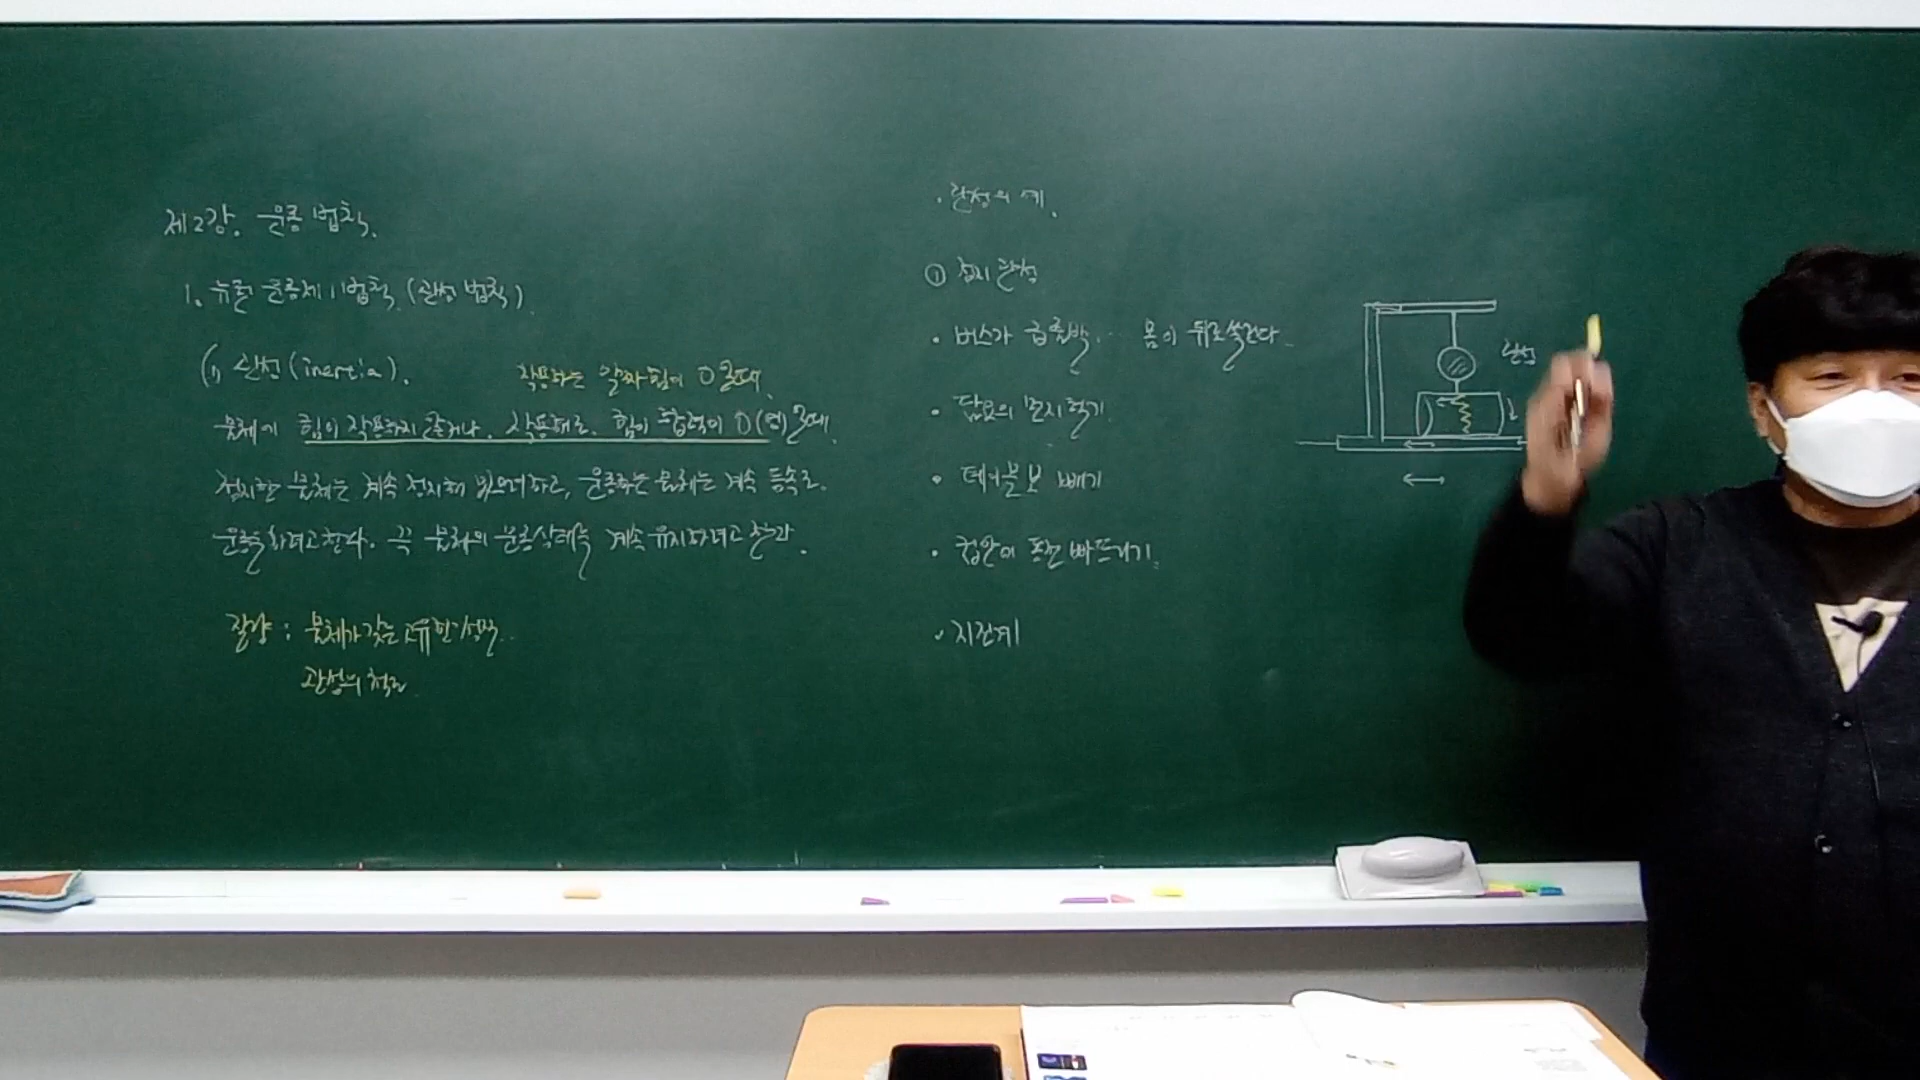 제2강. 운동 법칙.
1. 뉴턴 운동 제1법칙. (관성 법칙)
(1) 관성(inertia).
작용하는 알짜힘이 0일때.
물체에 힘이 작용하지 않거나. 작용해도. 힘의 합력이 0(영)일때.
정지한 물체는 계속 정지해 있으려하고, 운동하는 물체는 계속 등속도.
운동을 하려고 한다. 즉 물체의 운동상태를 계속 유지하려고 한다.
질량 : 물체가 갖는 고유한
관성의 척도.
· 관성의 예.
① 정지 관성
· 버스가 급출발... 몸이 뒤로 쏠린다.
· 담요의 먼지 털기.
· 테이블보 빼기
· 컵안에 동전 빠뜨리기.
· 지진계
관성